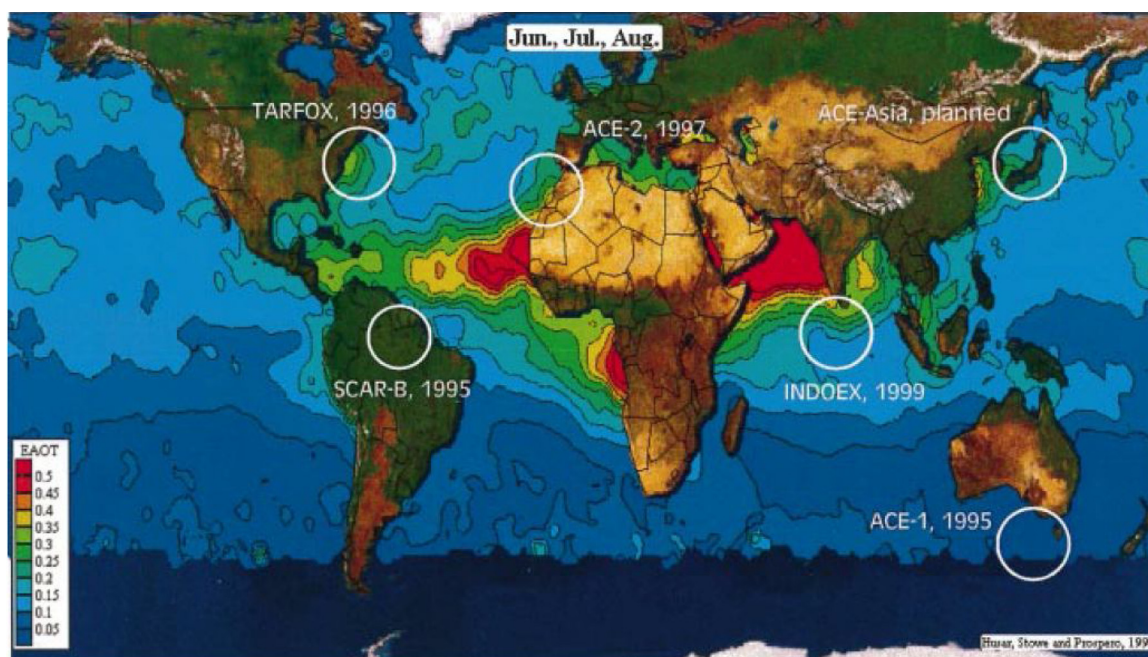 Jun., Jul., Aug.
TARFOX, 1996
ACE-2, 1997
ACE-Asia, planned
SCAR-B, 1995
INDOEX, 1999
ACE-1, 1995
EAOT
0.5
0.45
0.4
0.35
0.3
0.25
0.2
0.15
0.1
0.05
Husar, Stowe and Prospero,